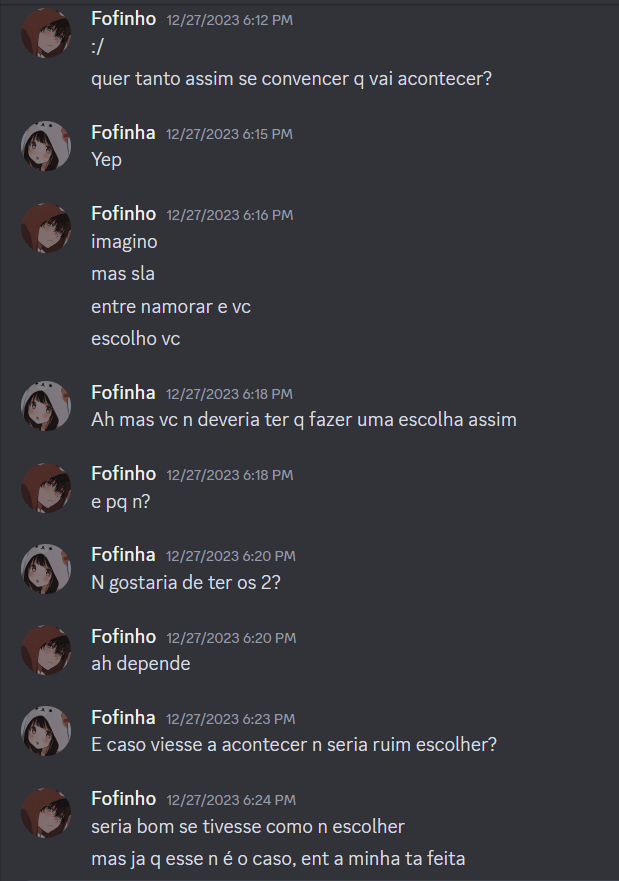 Fofinho 12/27/2023 6:12 PM
:/
quer tanto assim se convencer q vai acontecer?
Fofinha 12/27/2023 6:15 PM
Yep
Fofinho 12/27/2023 6:16 PM
imagino
mas sla
entre namorar e vc
escolho vc
Fofinha 12/27/2023 6:18 PM
Ah mas vc n deveria ter q fazer uma escolha assim
Fofinho 12/27/2023 6:18 PM
e pq n?
Fofinha 12/27/2023 6:20 PM
N gostaria de ter os 2?
Fofinho 12/27/2023 6:20 PM
ah depende
Fofinha 12/27/2023 6:23 PM
E caso viesse a acontecer n seria ruim escolher?
Fofinho 12/27/2023 6:24 PM
seria bom se tivesse como n escolher
mas ja q esse n é o caso, ent a minha ta feita